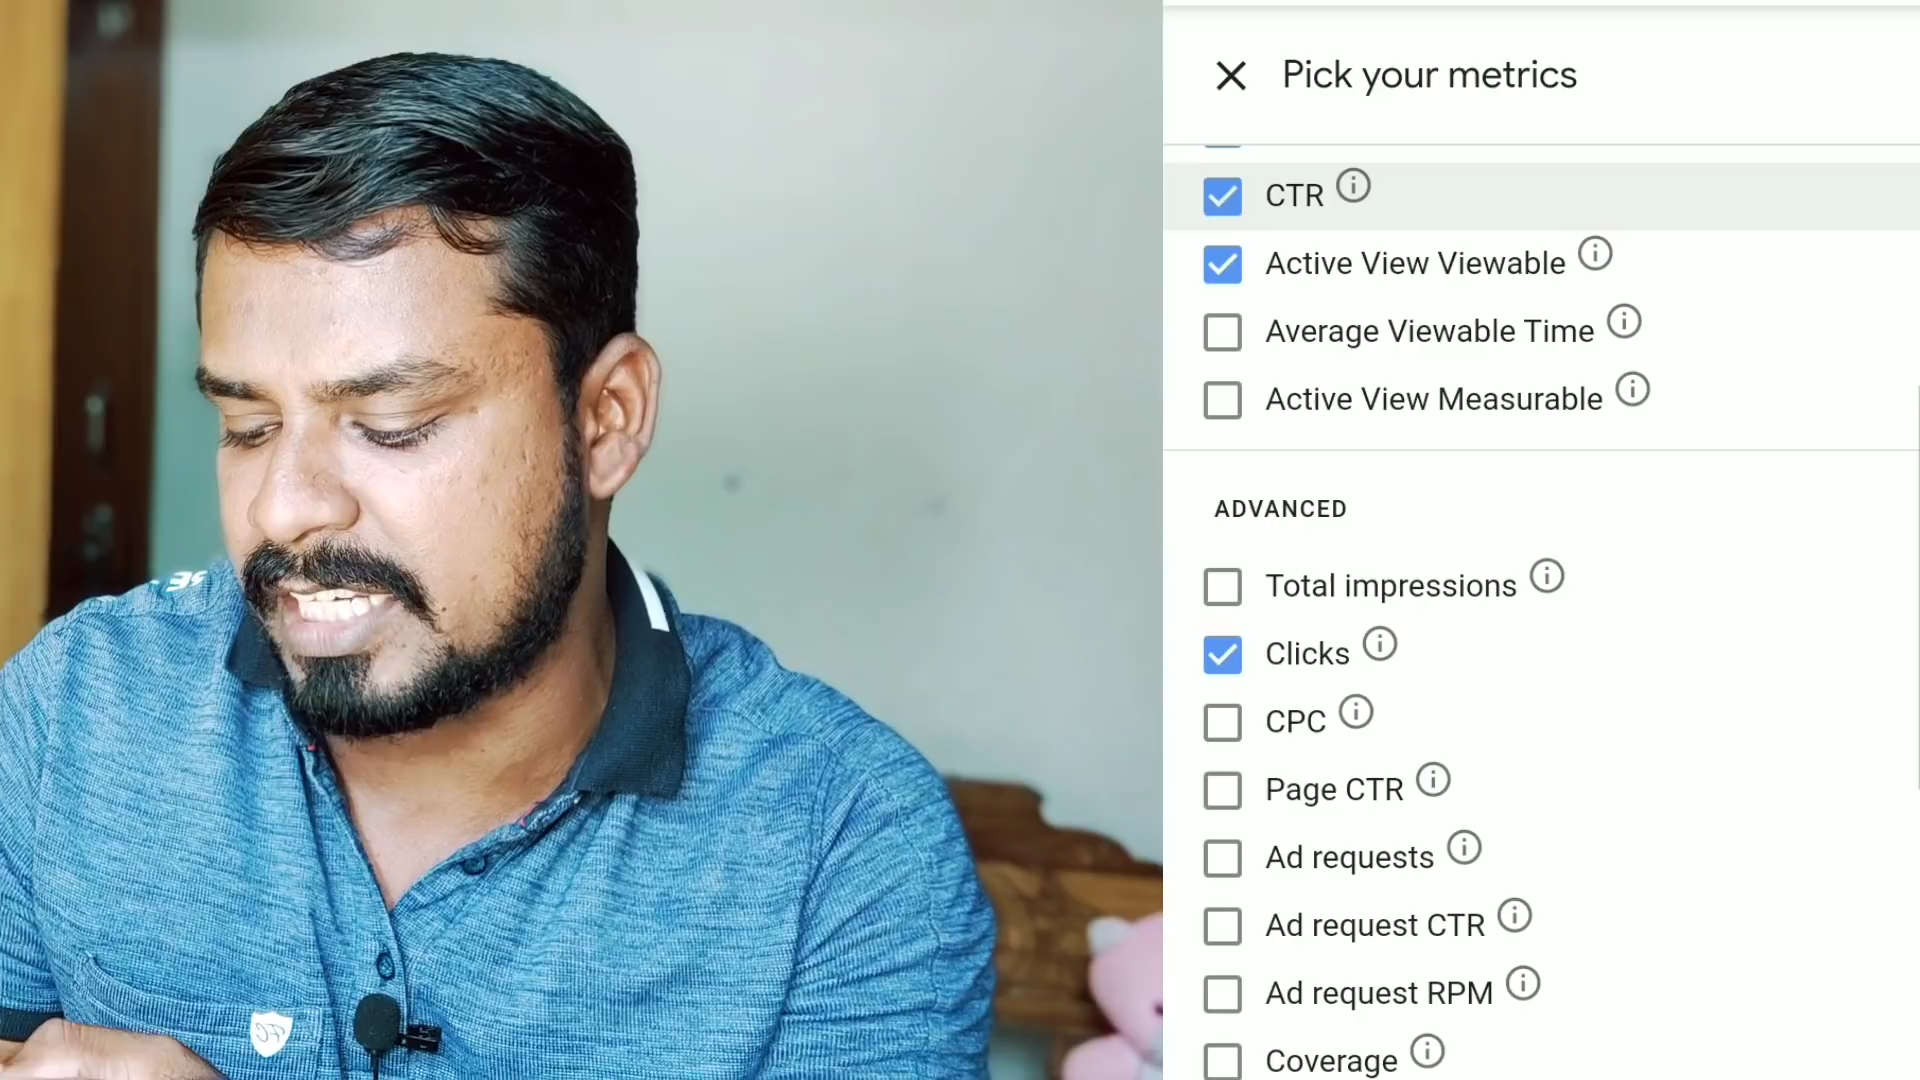 Pick your metrics
CTR
Active View Viewable
Average Viewable Time
Active View Measurable
ADVANCED
Total impressions
Clicks
CPC
Page CTR
Ad requests
Ad request CTR
Ad request RPM
Coverage